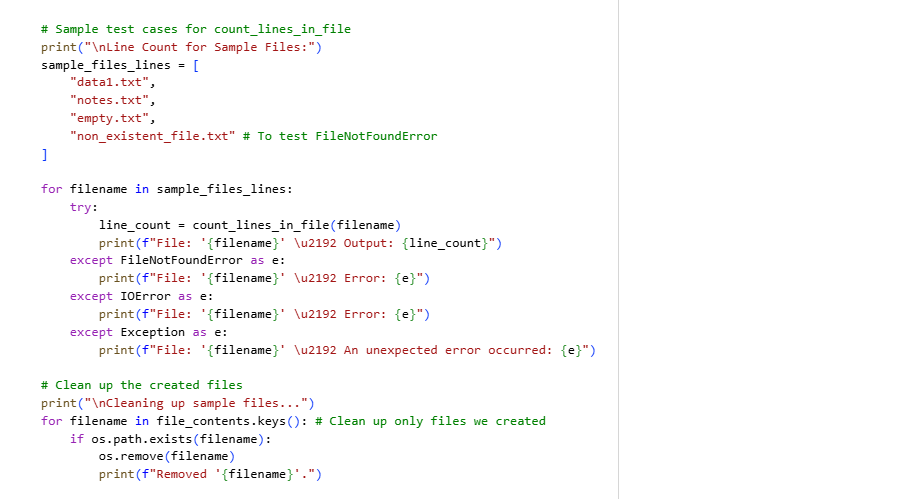 # Sample test cases for count_lines_in_file
print("\nLine Count for Sample Files:")
sample_files_lines = [
    "data1.txt",
    "notes.txt",
    "empty.txt",
    "non_existent_file.txt" # To test FileNotFoundError
]

for filename in sample_files_lines:
    try:
        line_count = count_lines_in_file(filename)
        print(f"File: '{filename}' \u2192 Output: {line_count}")
    except FileNotFoundError as e:
        print(f"File: '{filename}' \u2192 Error: {e}")
    except IOError as e:
        print(f"File: '{filename}' \u2192 Error: {e}")
    except Exception as e:
        print(f"File: '{filename}' \u2192 An unexpected error occurred: {e}")

# Clean up the created files
print("\nCleaning up sample files...")
for filename in file_contents.keys(): # Clean up only files we created
    if os.path.exists(filename):
        os.remove(filename)
        print(f"Removed '{filename}'.")